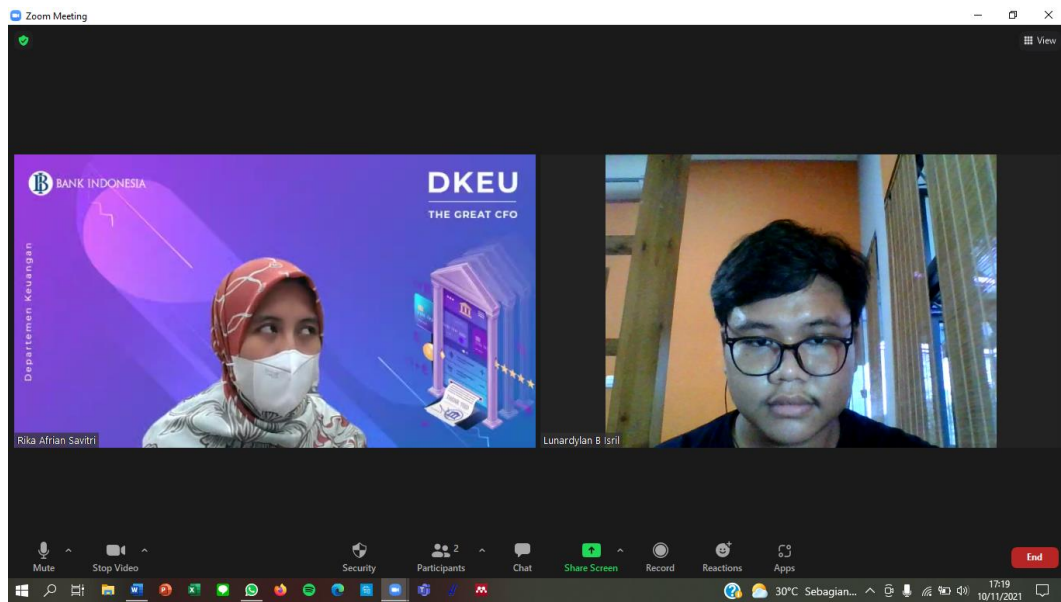 Zoom Meeting
View
BANK INDONESIA
DKEU
THE GREAT CFO
Departemen Keuangan
Rika Afrian Savitri
Lunardylan B Isril
Mute
Stop Video
Security
2
Participants
Chat
Share Screen
Record
Reactions
Apps
End
30°C Sebagian...
17:19
10/11/2021